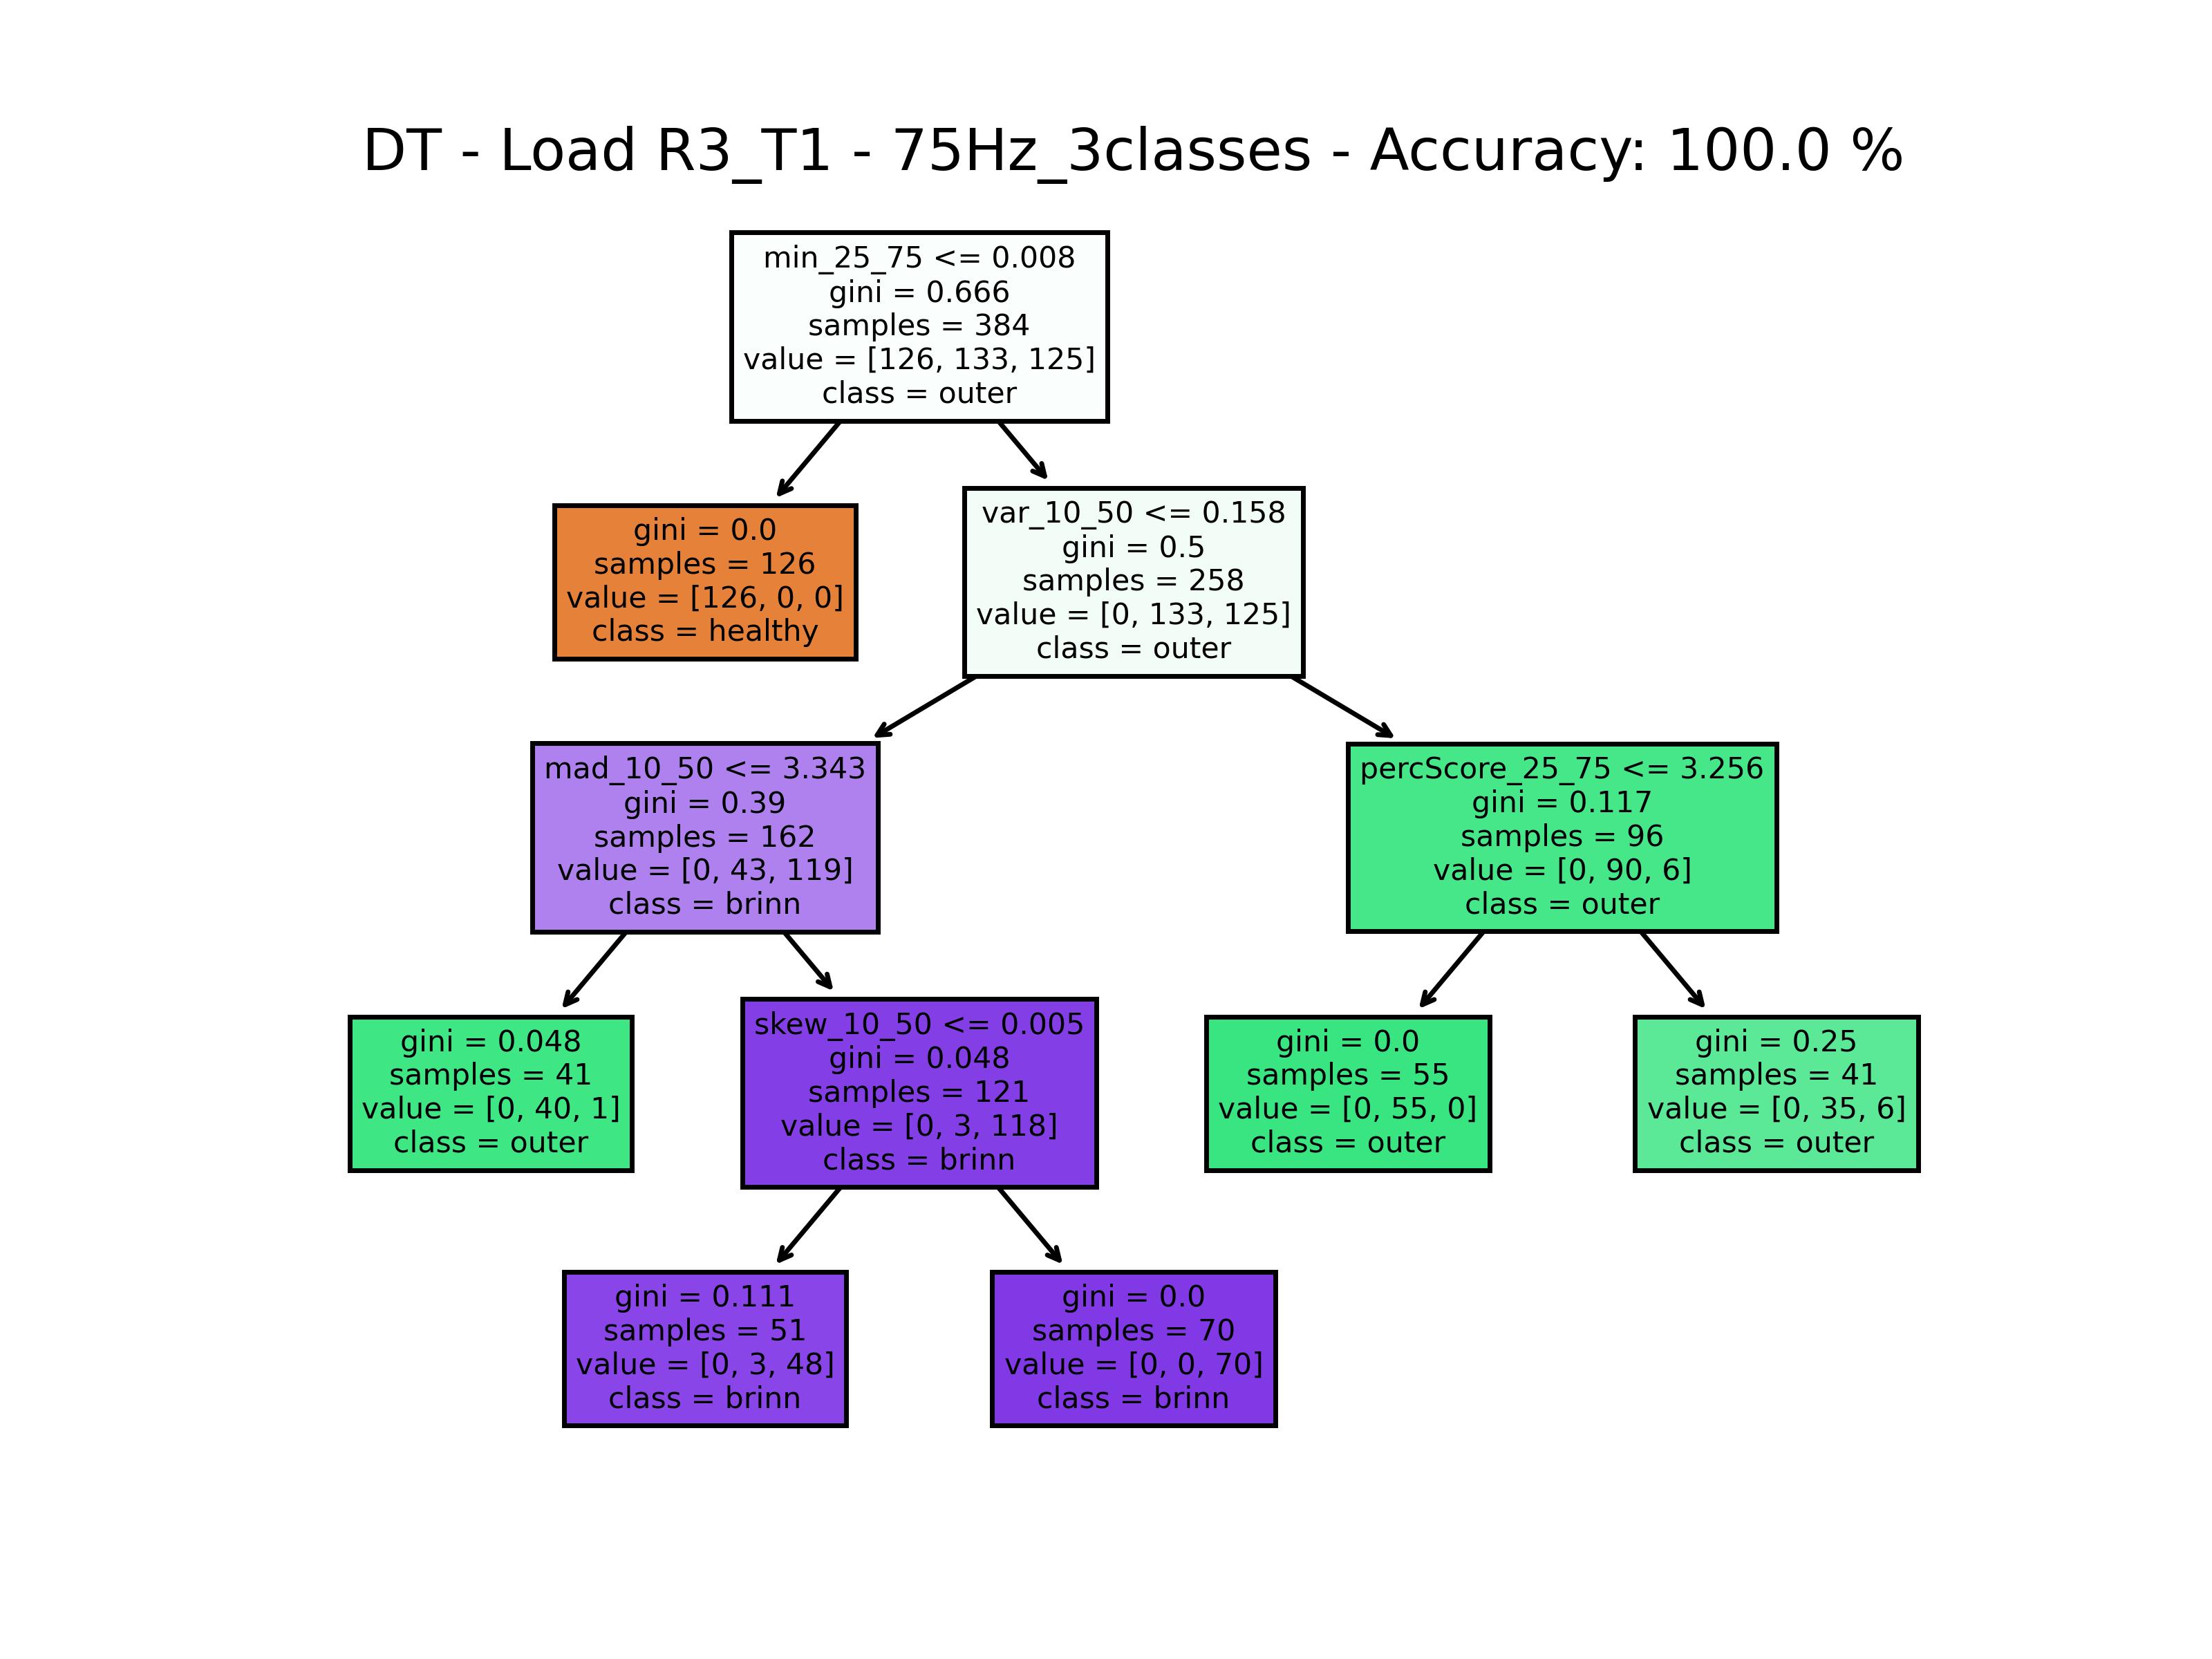 DT - Load R3_T1 - 75Hz_3classes - Accuracy: 100.0 %
min_25_75 <= 0.008
gini = 0.666
samples = 384
value = [126, 133, 125]
class = outer
gini = 0.0
samples = 126
value = [126, 0, 0]
class = healthy
var_10_50 <= 0.158
gini = 0.5
samples = 258
value = [0, 133, 125]
class = outer
mad_10_50 <= 3.343
gini = 0.39
samples = 162
value = [0, 43, 119]
class = brinn
percScore_25_75 <= 3.256
gini = 0.117
samples = 96
value = [0, 90, 6]
class = outer
gini = 0.048
samples = 41
value = [0, 40, 1]
class = outer
skew_10_50 <= 0.005
gini = 0.048
samples = 121
value = [0, 3, 118]
class = brinn
gini = 0.0
samples = 55
value = [0, 55, 0]
class = outer
gini = 0.25
samples = 41
value = [0, 35, 6]
class = outer
gini = 0.111
samples = 51
value = [0, 3, 48]
class = brinn
gini = 0.0
samples = 70
value = [0, 0, 70]
class = brinn